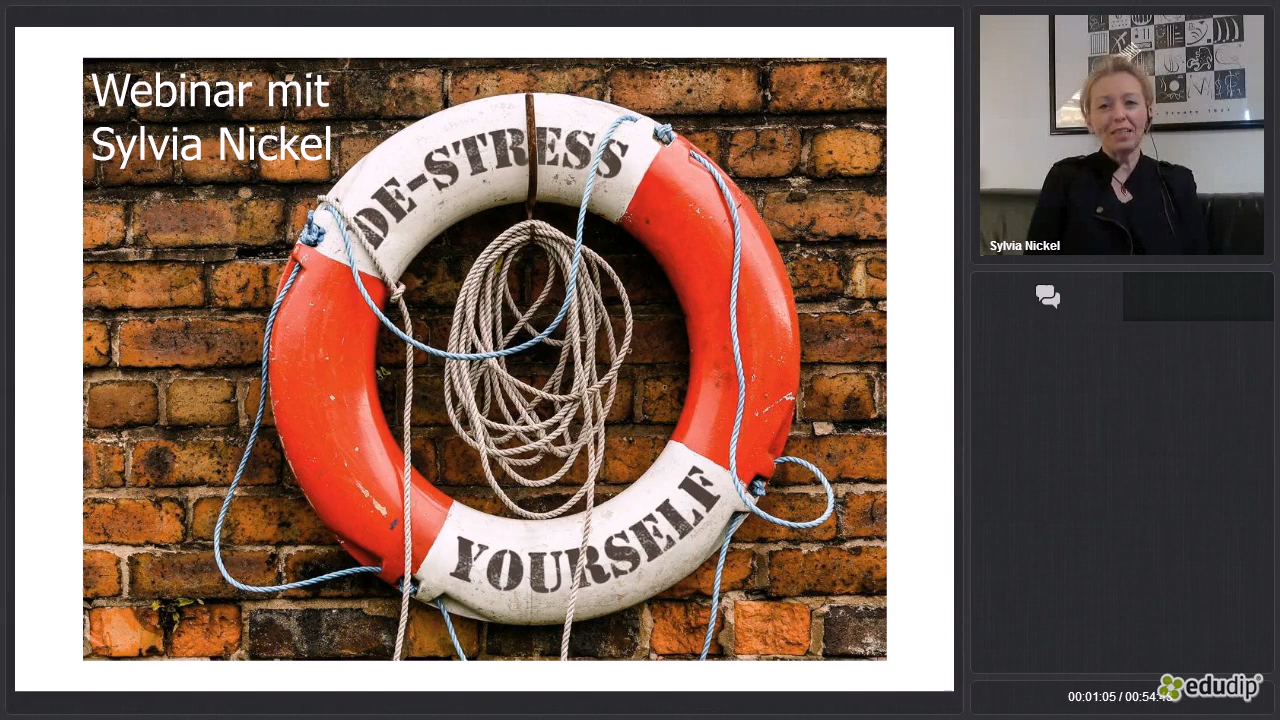 Webinar mit
Sylvia Nickel
DE-STRESS
YOURSELF
Sylvia Nickel
00:01:05 / 00:54:4
edudip